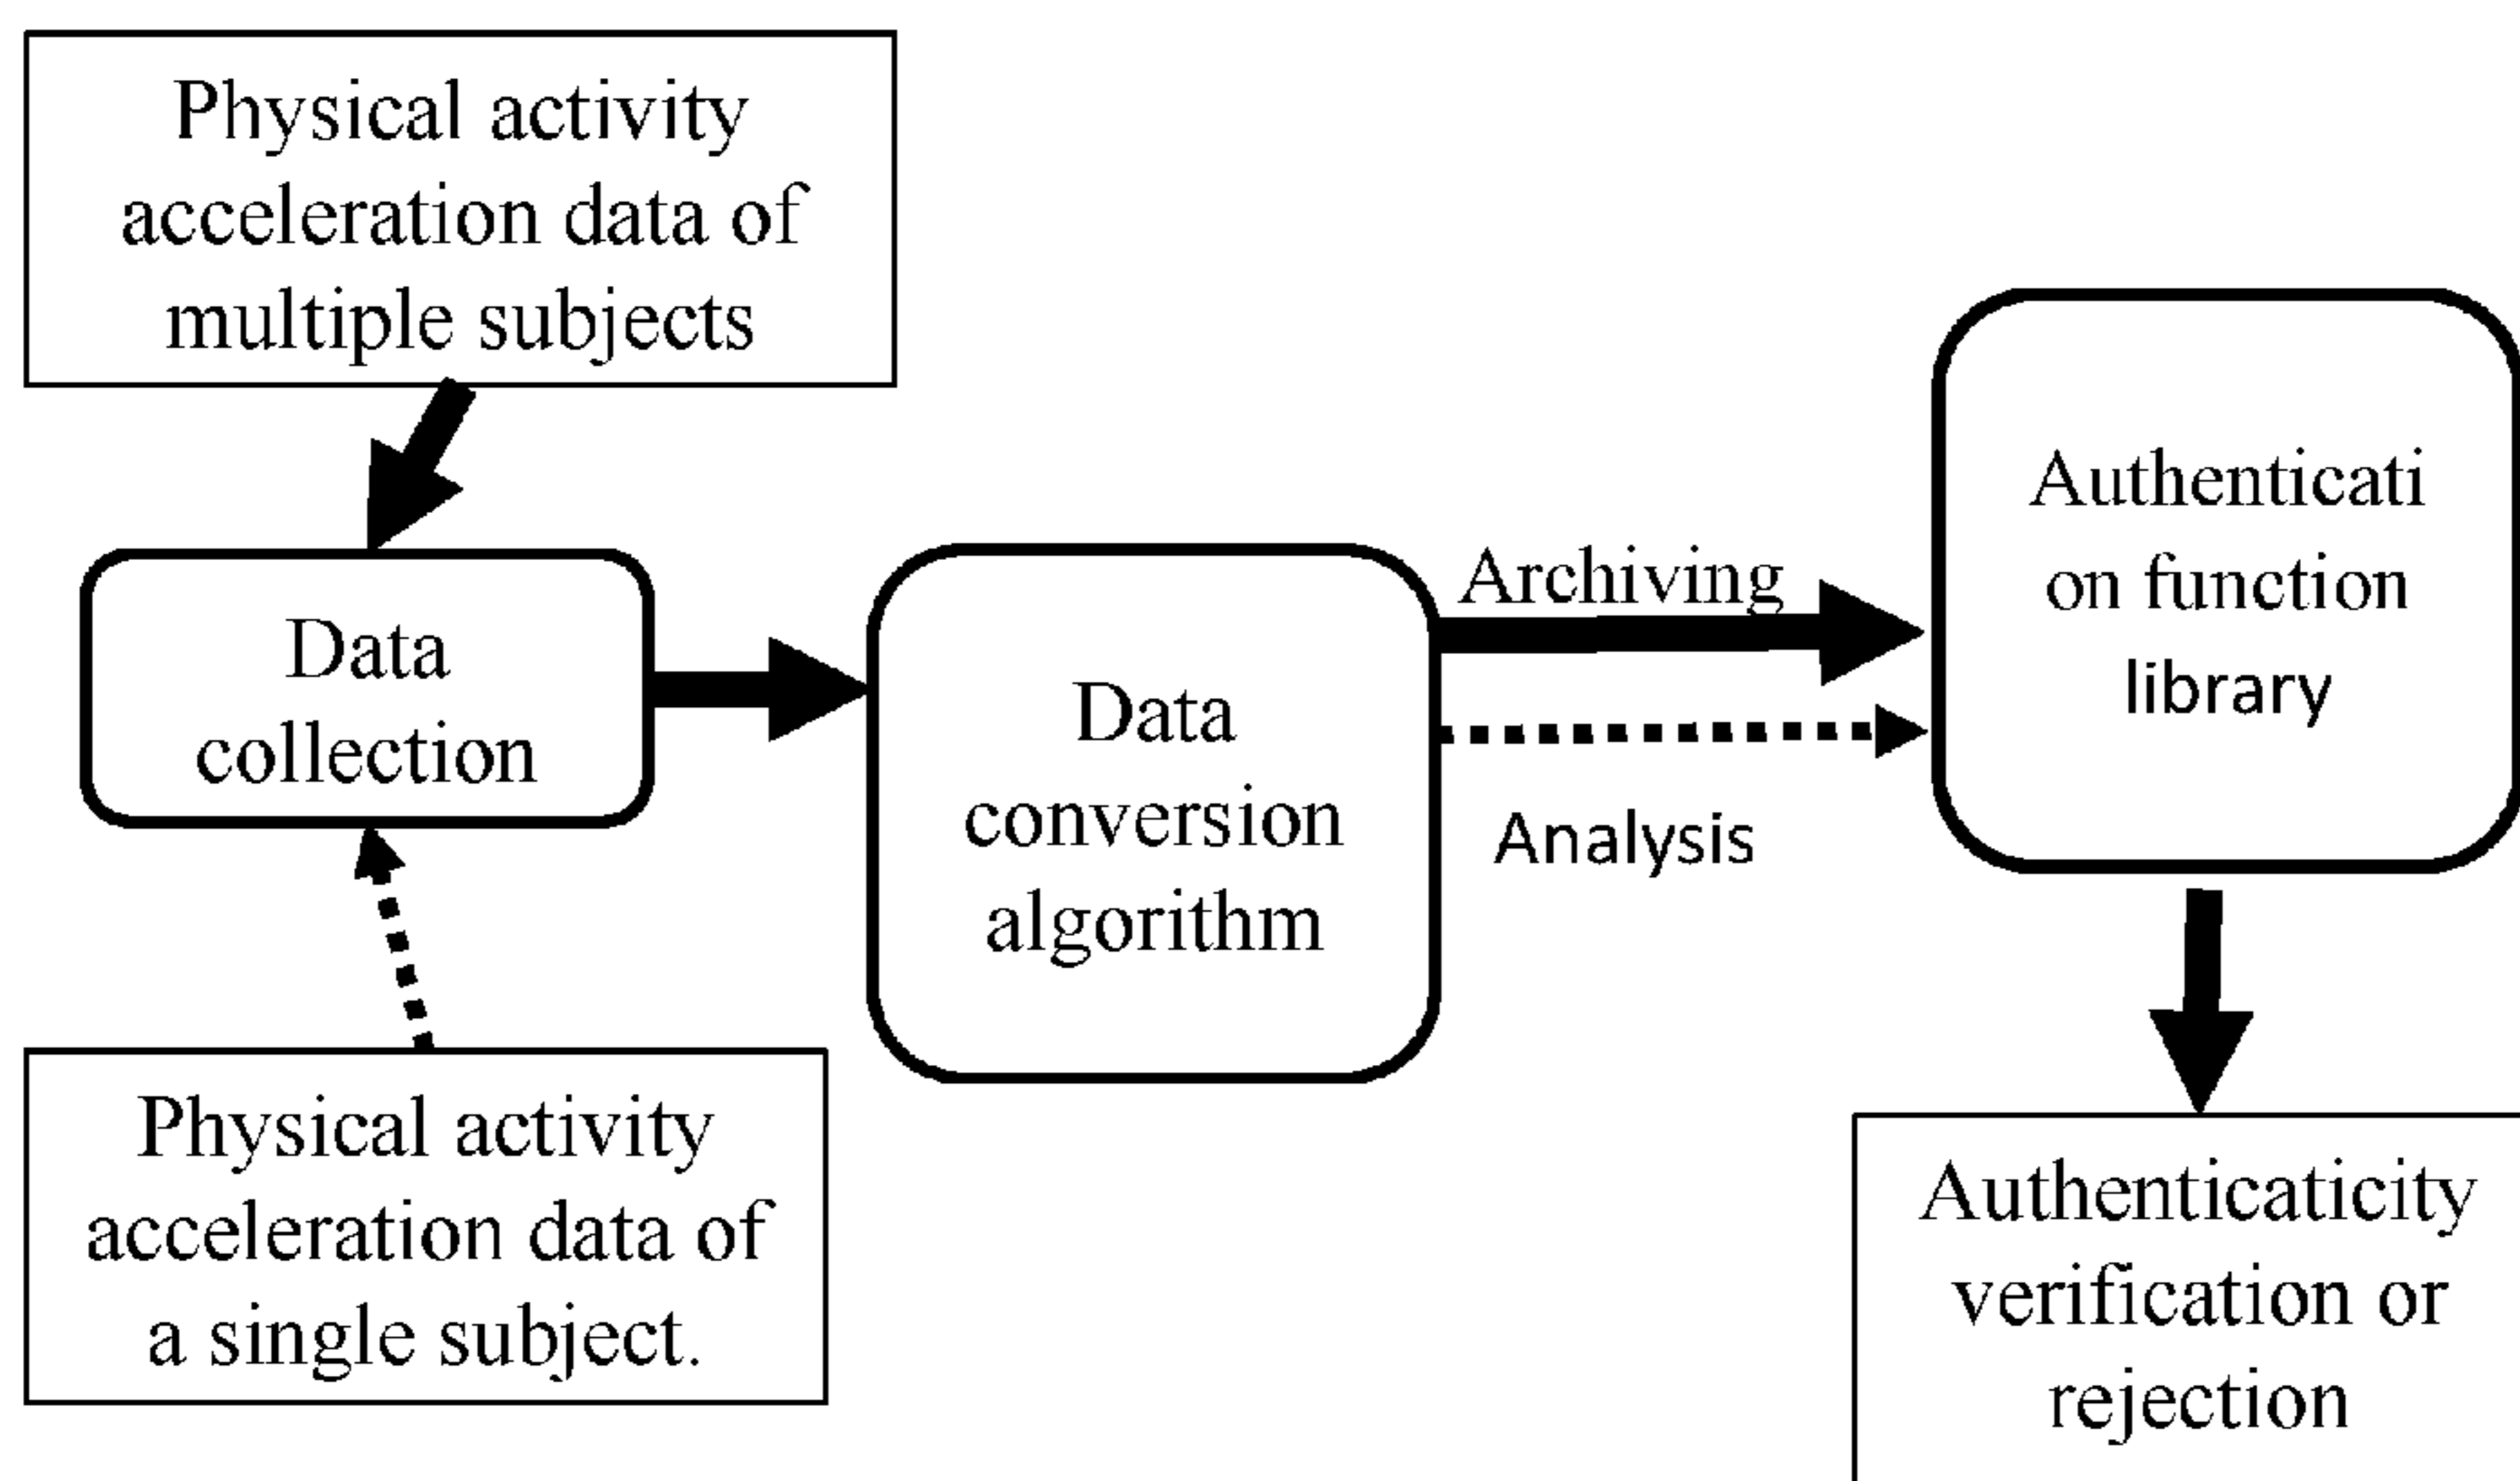 Physical activity
acceleration data of
multiple subjects
Data
collection
Physical activity
acceleration data of
a single subject.
Data
conversion
algorithm
Archiving
Analysis
Authenticati
on function
library
Authenticaticity
verification or
rejection